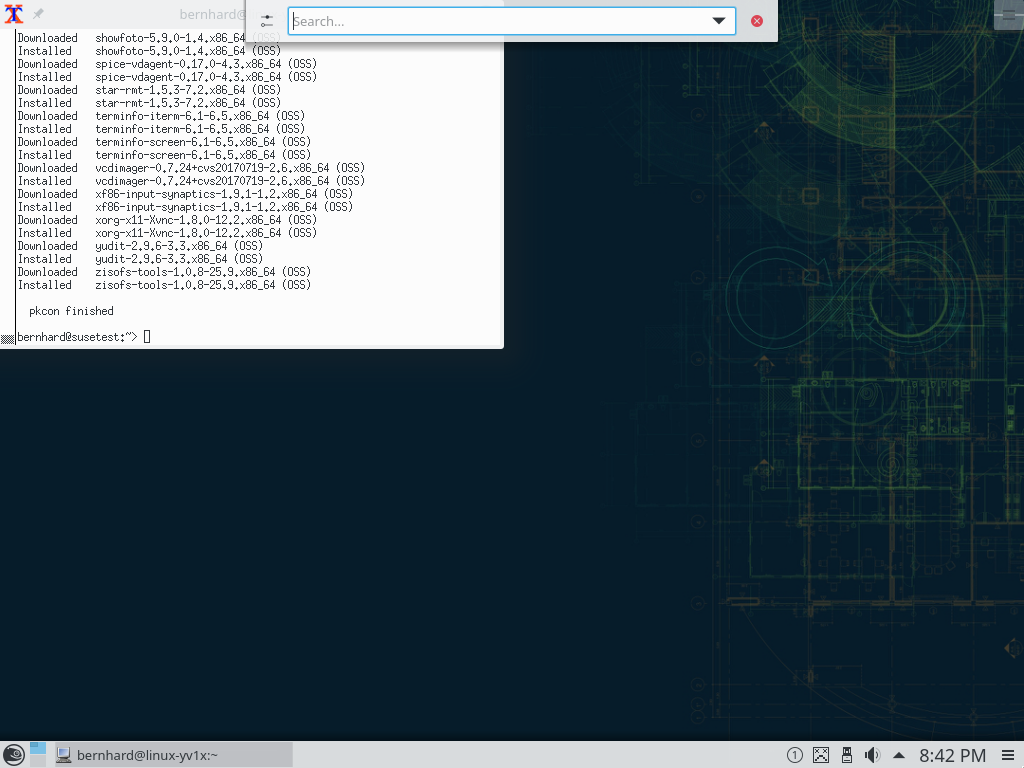 bernhard@
Search...
Downloaded showfoto-5.9.0-1.4.x86_64 (OSS)
Installed showfoto-5.9.0-1.4.x86_64 (OSS)
Downloaded spice-vdagent-0.17.0-4.3.x86_64 (OSS)
Installed spice-vdagent-0.17.0-4.3.x86_64 (OSS)
Downloaded star-rmt-1.5.3-7.2.x86_64 (OSS)
Installed star-rmt-1.5.3-7.2.x86_64 (OSS)
Downloaded terminfo-iterm-6.1-6.5.x86_64 (OSS)
Installed terminfo-iterm-6.1-6.5.x86_64 (OSS)
Downloaded terminfo-screen-6.1-6.5.x86_64 (OSS)
Installed terminfo-screen-6.1-6.5.x86_64 (OSS)
Downloaded vcdimager-0.7.24+cvs20170719-2.6.x86_64 (OSS)
Installed vcdimager-0.7.24+cvs20170719-2.6.x86_64 (OSS)
Downloaded xf86-input-synaptics-1.9.1-1.2.x86_64 (OSS)
Installed xf86-input-synaptics-1.9.1-1.2.x86_64 (OSS)
Downloaded xorg-x11-Xvnc-1.8.0-12.2.x86_64 (OSS)
Installed xorg-x11-Xvnc-1.8.0-12.2.x86_64 (OSS)
Downloaded yudit-2.9.6-3.3.x86_64 (OSS)
Installed yudit-2.9.6-3.3.x86_64 (OSS)
Downloaded zisofs-tools-1.0.8-25.9.x86_64 (OSS)
Installed zisofs-tools-1.0.8-25.9.x86_64 (OSS)
pkcon finished
bernhard@susetest:~>
bernhard@linux-yv1x:~
1
8:42 PM